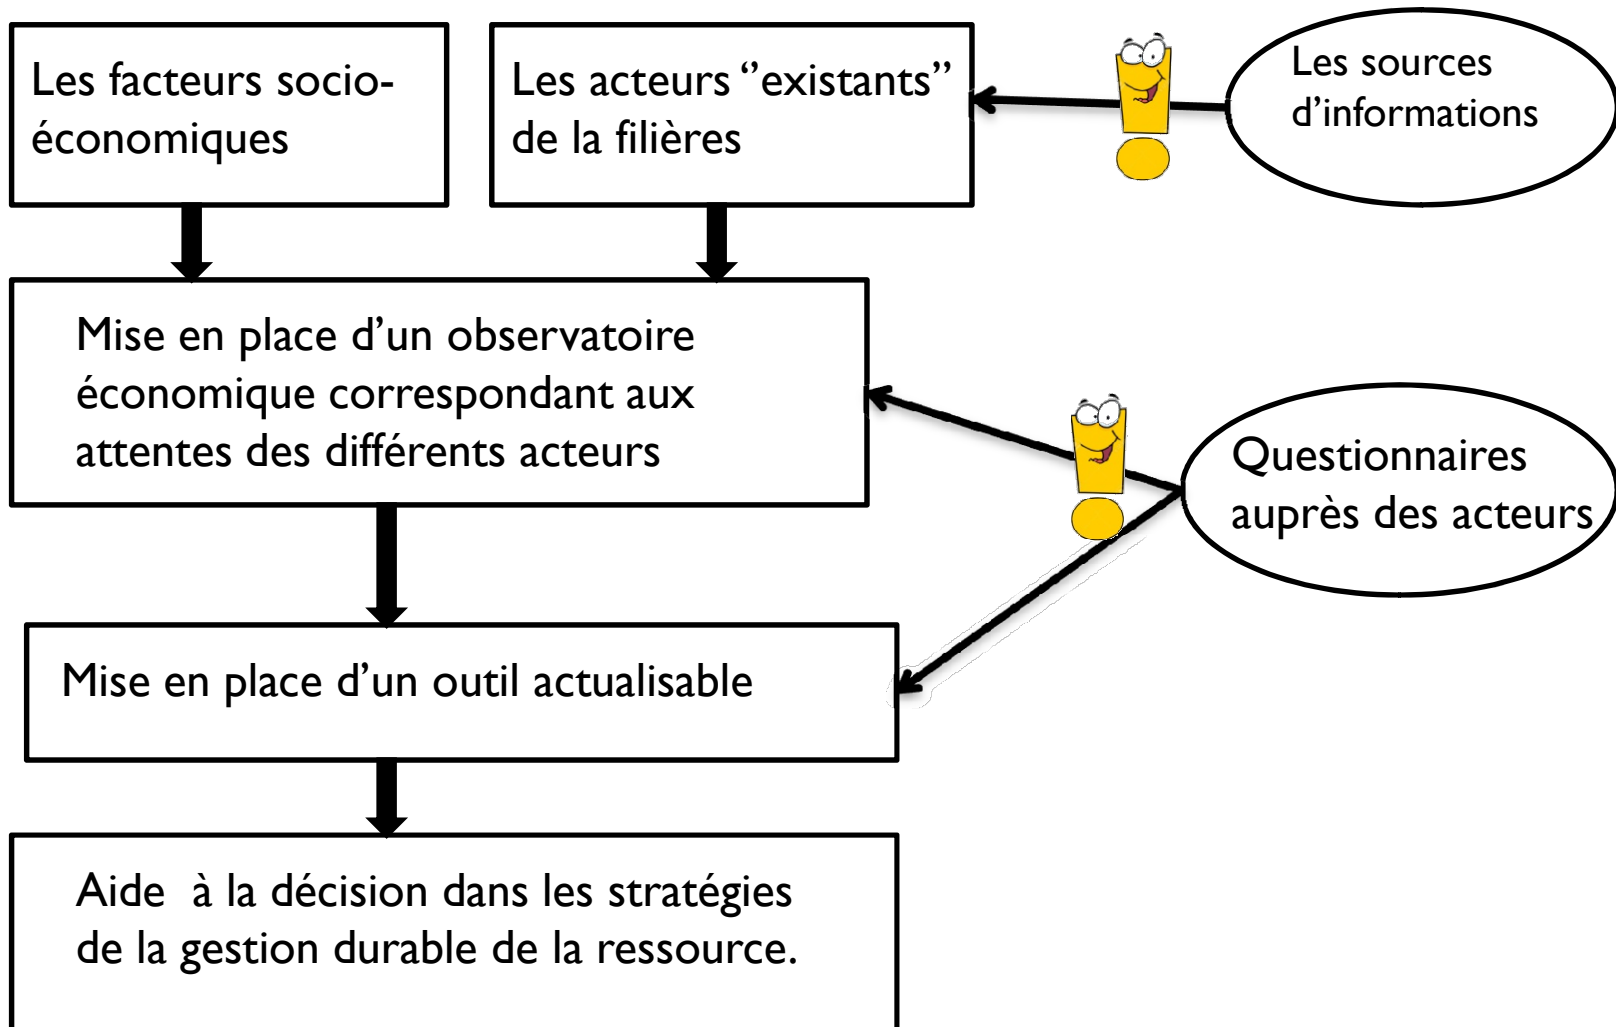 Les facteurs socio-
économiques
Les acteurs ‘’existants’’
de la filières
Les sources
d’informations
Mise en place d’un observatoire
économique correspondant aux
attentes des différents acteurs
Questionnaires
auprès des acteurs
Mise en place d’un outil actualisable
Aide à la décision dans les stratégies
de la gestion durable de la ressource.